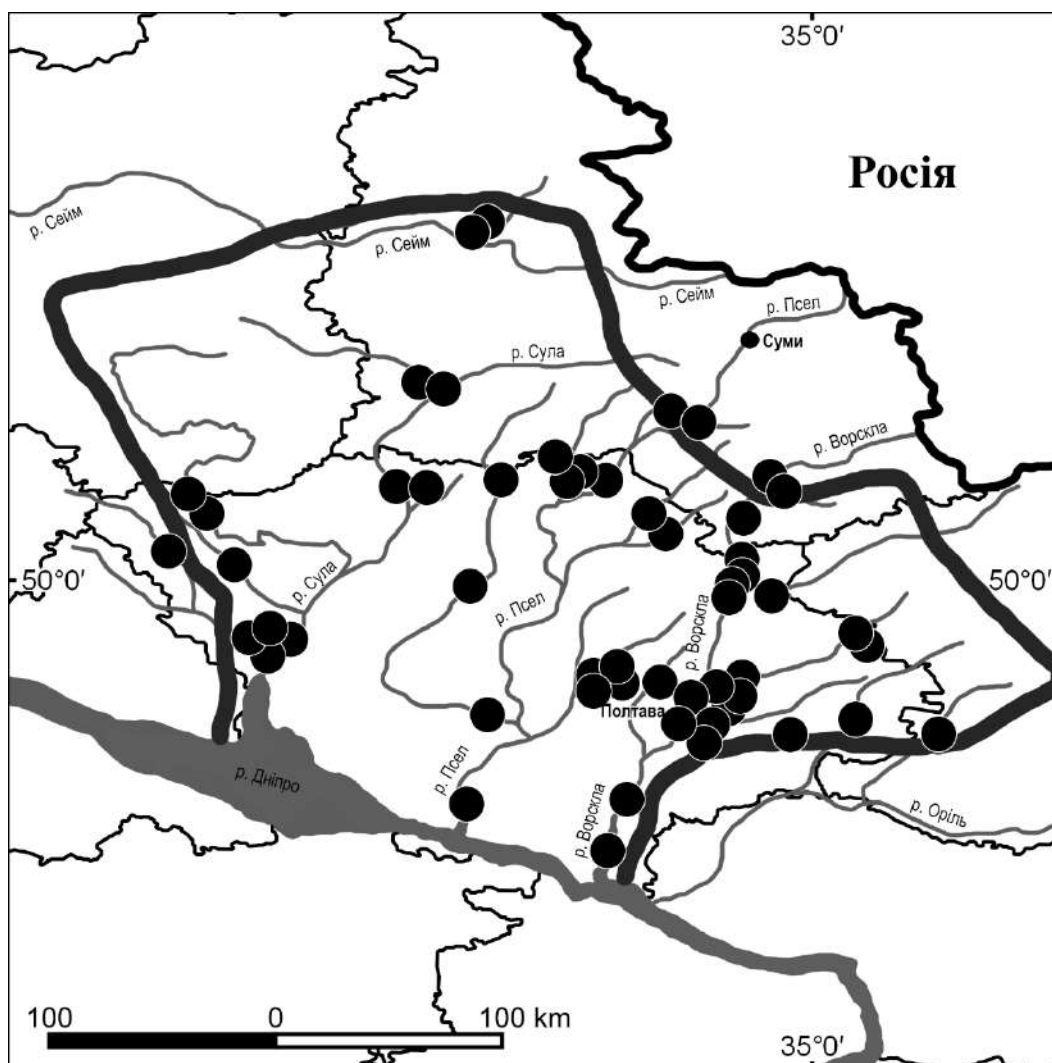 35°0'
Росія
р. Сейм
р. Сейм
р. Сейм
р. Псел
Суми
р. Сула
р. Ворскла
50°0'
50°0'
р. Сула
р. Псел
р. Ворскла
Полтава
р. Дніпро
р. Псел
р. Ворскла
р. Оріль
100 0 100 km
35°0'